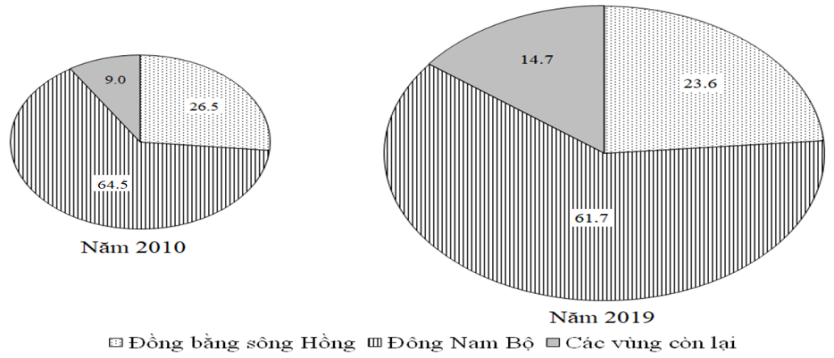 9.0
26.5
64.5
Năm 2010
14.7
23.6
61.7
Năm 2019
Đồng bằng sông Hồng Đông Nam Bộ Các vùng còn lại